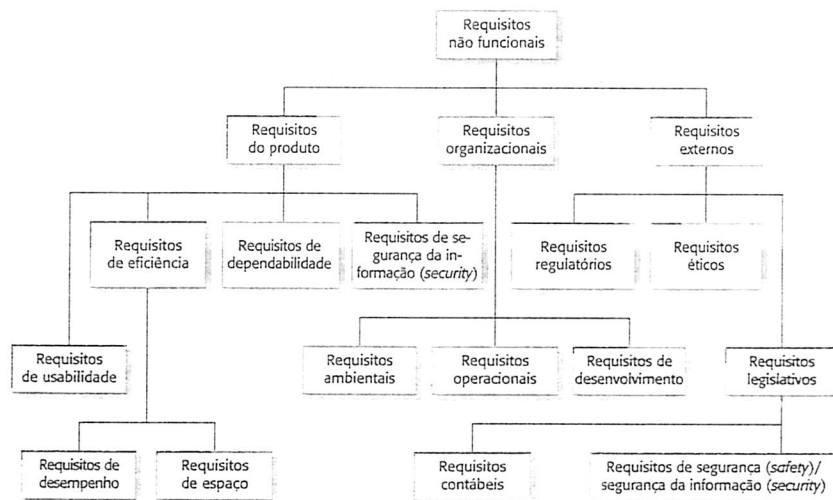 Requisitos
não funcionais
Requisitos
do produto
Requisitos
organizacionais
Requisitos
externos
Requisitos
de eficiência
Requisitos de
dependabilidade
Requisitos de se-
gurança da in-
formação (security)
Requisitos
regulatórios
Requisitos
éticos
Requisitos
de usabilidade
Requisitos
ambientais
Requisitos
operacionais
Requisitos de
desenvolvimento
Requisitos
legislativos
Requisitos de
desempenho
Requisitos
de espaço
Requisitos
contábeis
Requisitos de segurança (safety)/
segurança da informação (security)